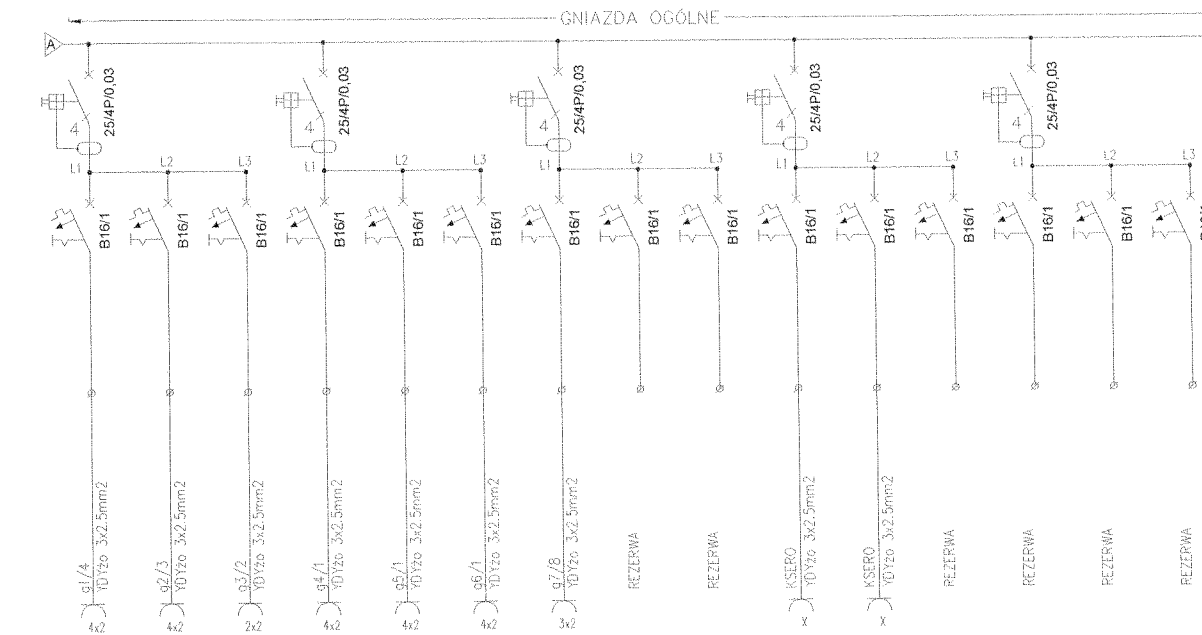 GNIAZDA OGÓLNE
A
25/4P/0,03
25/4P/0,03
25/4P/0,03
25/4P/0,03
25/4P/0,03
4
4
4
4
4
L1
L2
L3
L1
L2
L3
L1
L2
L3
L1
L2
L3
L1
L2
L3
B16/1
B16/1
B16/1
B16/1
B16/1
B16/1
B16/1
B16/1
B16/1
B16/1
B16/1
B16/1
B16/1
B16/1
g1/4
YDYżo 3x2.5mm2
g2/3
YDYżo 3x2.5mm2
g3/2
YDYżo 3x2.5mm2
g4/1
YDYżo 3x2.5mm2
g5/1
YDYżo 3x2.5mm2
g6/1
YDYżo 3x2.5mm2
g7/8
YDYżo 3x2.5mm2
REZERWA
REZERWA
KSERO
YDYżo 3x2.5mm2
KSERO
YDYżo 3x2.5mm2
REZERWA
REZERWA
REZERWA
REZERWA
4x2
4x2
2x2
4x2
4x2
4x2
3x2
X
X